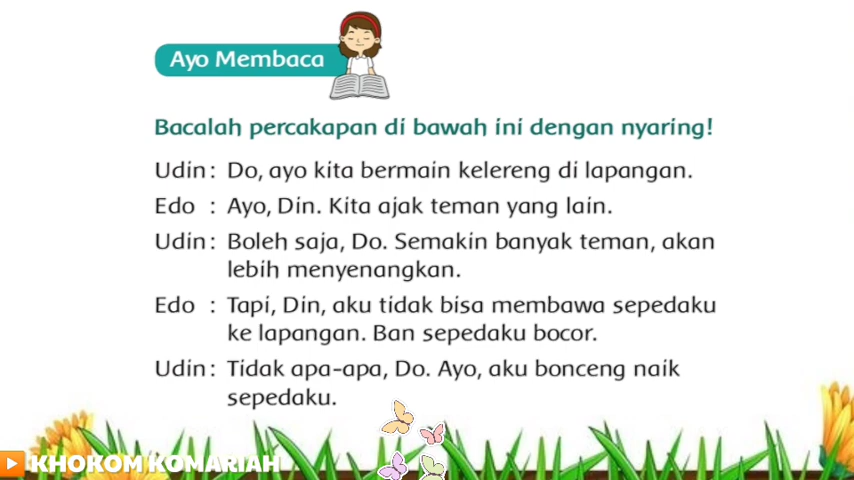 Ayo Membaca
Bacalah percakapan di bawah ini dengan nyaring!
Udin : Do, ayo kita bermain kelereng di lapangan.
Edo : Ayo, Din. Kita ajak teman yang lain.
Udin : Boleh saja, Do. Semakin banyak teman, akan
lebih menyenangkan.
Edo : Tapi, Din, aku tidak bisa membawa sepedaku
ke lapangan. Ban sepedaku bocor.
Udin : Tidak apa-apa, Do. Ayo, aku bonceng naik
sepedaku.
KHOKOM KOMARIAH